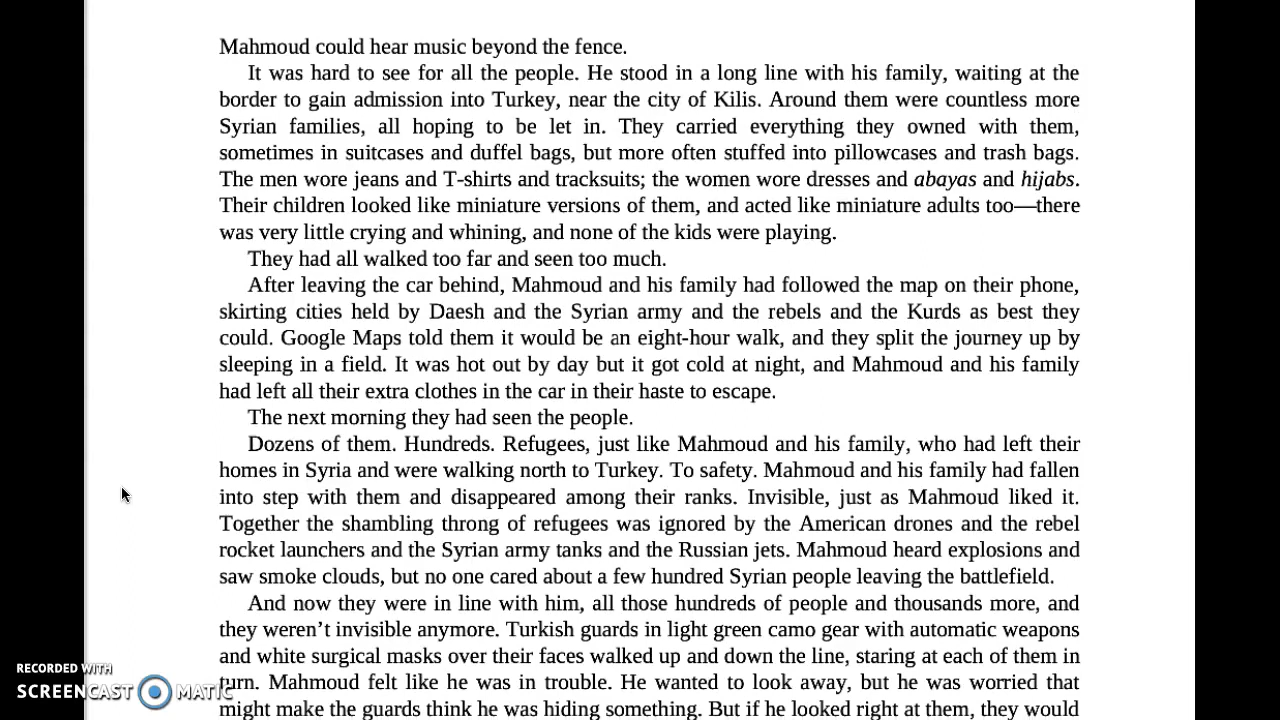 Mahmoud could hear music beyond the fence.
It was hard to see for all the people. He stood in a long line with his family, waiting at the
border to gain admission into Turkey, near the city of Kilis. Around them were countless more
Syrian families, all hoping to be let in. They carried everything they owned with them,
sometimes in suitcases and duffel bags, but more often stuffed into pillowcases and trash bags.
The men wore jeans and T-shirts and tracksuits; the women wore dresses and abayas and hijabs.
Their children looked like miniature versions of them, and acted like miniature adults too—there
was very little crying and whining, and none of the kids were playing.
They had all walked too far and seen too much.
After leaving the car behind, Mahmoud and his family had followed the map on their phone,
skirting cities held by Daesh and the Syrian army and the rebels and the Kurds as best they
could. Google Maps told them it would be an eight-hour walk, and they split the journey up by
sleeping in a field. It was hot out by day but it got cold at night, and Mahmoud and his family
had left all their extra clothes in the car in their haste to escape.
The next morning they had seen the people.
Dozens of them. Hundreds. Refugees, just like Mahmoud and his family, who had left their
homes in Syria and were walking north to Turkey. To safety. Mahmoud and his family had fallen
into step with them and disappeared among their ranks. Invisible, just as Mahmoud liked it.
Together the shambling throng of refugees was ignored by the American drones and the rebel
rocket launchers and the Syrian army tanks and the Russian jets. Mahmoud heard explosions and
saw smoke clouds, but no one cared about a few hundred Syrian people leaving the battlefield.
And now they were in line with him, all those hundreds of people and thousands more, and
they weren't invisible anymore. Turkish guards in light green camo gear with automatic weapons
and white surgical masks over their faces walked up and down the line, staring at each of them in
turn. Mahmoud felt like he was in trouble. He wanted to look away, but he was worried that
might make the guards think he was hiding something. But if he looked right at them, they would
RECORDED WITH
SCREENCAST MATIC